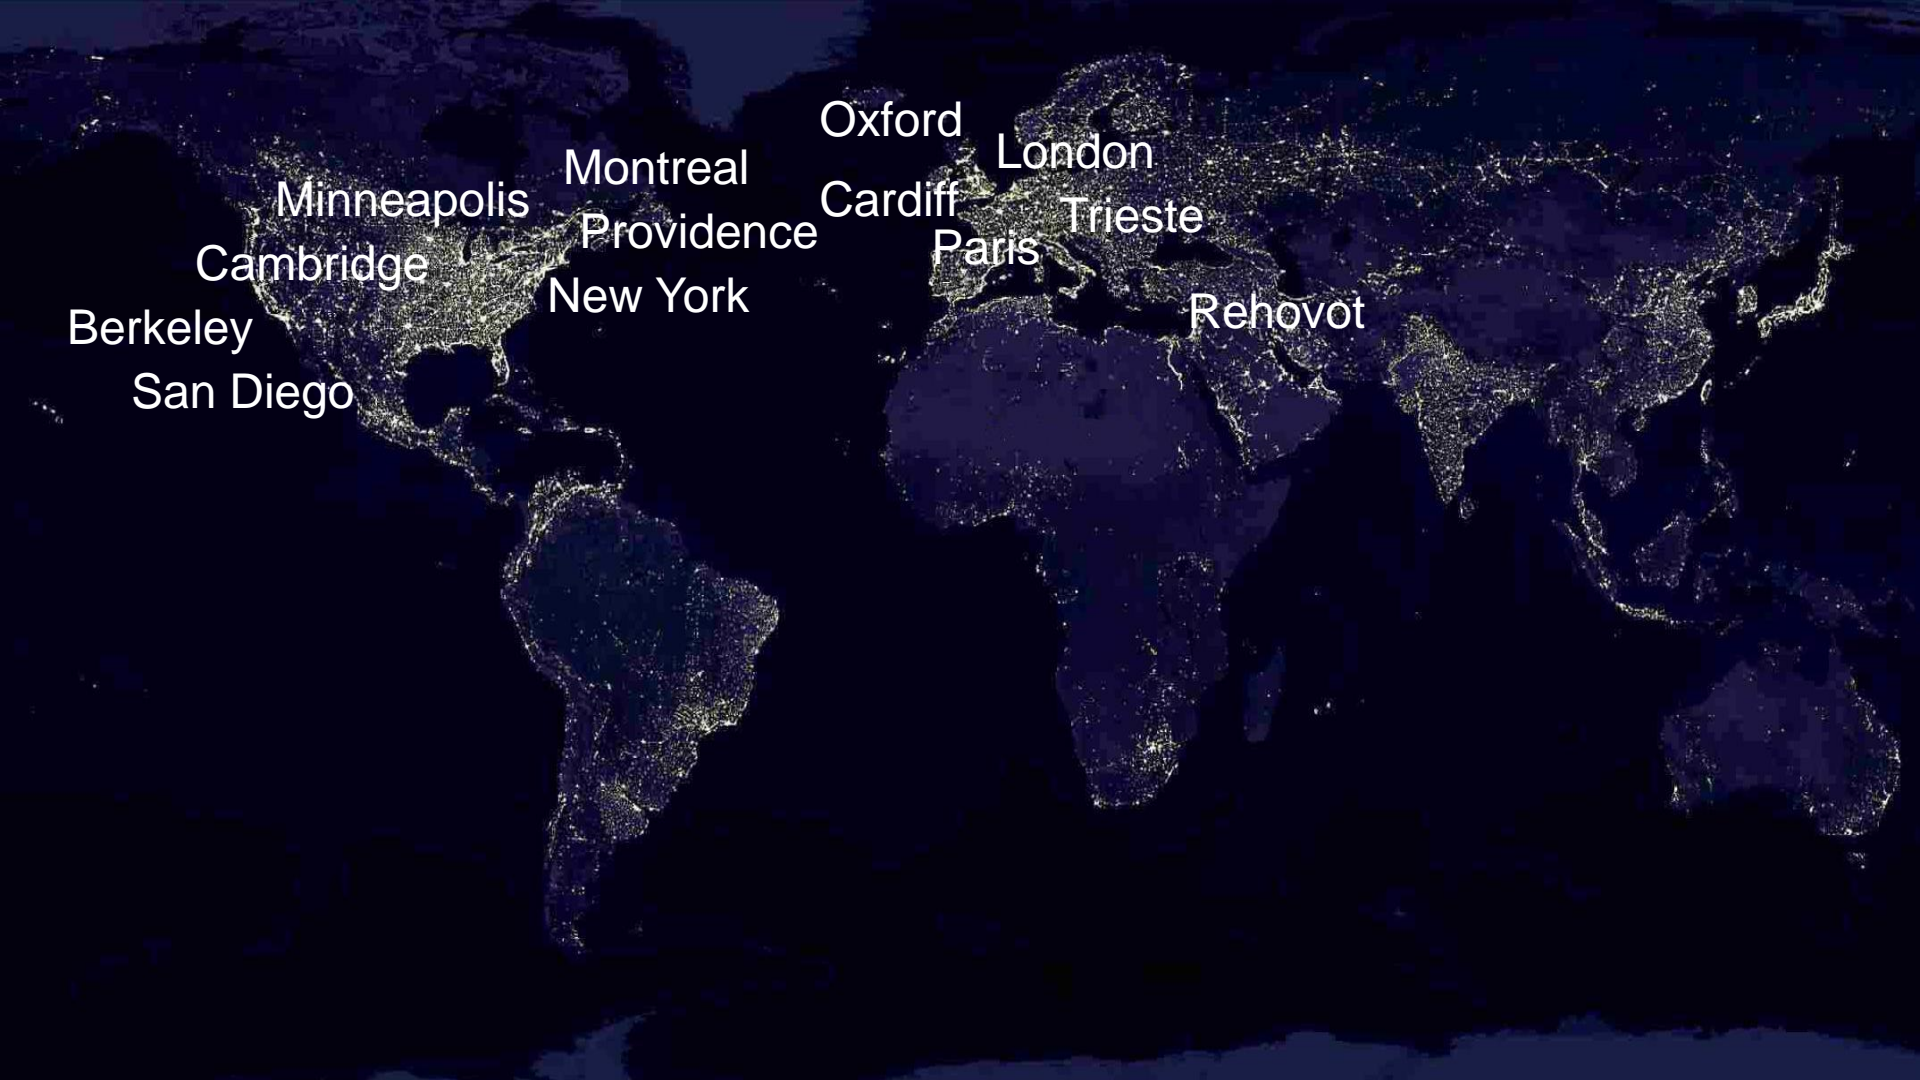 Oxford
London
Montreal
Minneapolis
Cardiff
Trieste
Providence
Paris
Cambridge
New York
Rehovot
Berkeley
San Diego